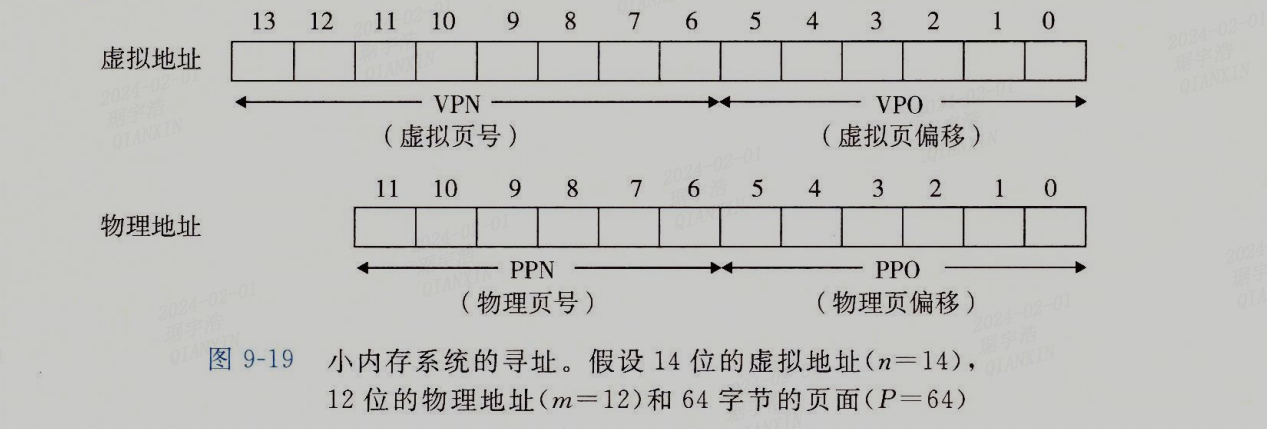 13 12 11 10 9 8 7 6 5 4 3 2 1 0
虚拟地址
VPN VPO
（虚拟页号） （虚拟页偏移）
11 10 9 8 7 6 5 4 3 2 1 0
物理地址
PPN PPO
（物理页号） （物理页偏移）
图 9-19 小内存系统的寻址。假设 14 位的虚拟地址(n=14)，
12 位的物理地址(m=12)和 64 字节的页面(P=64)
2024-02-01
QIANXIN